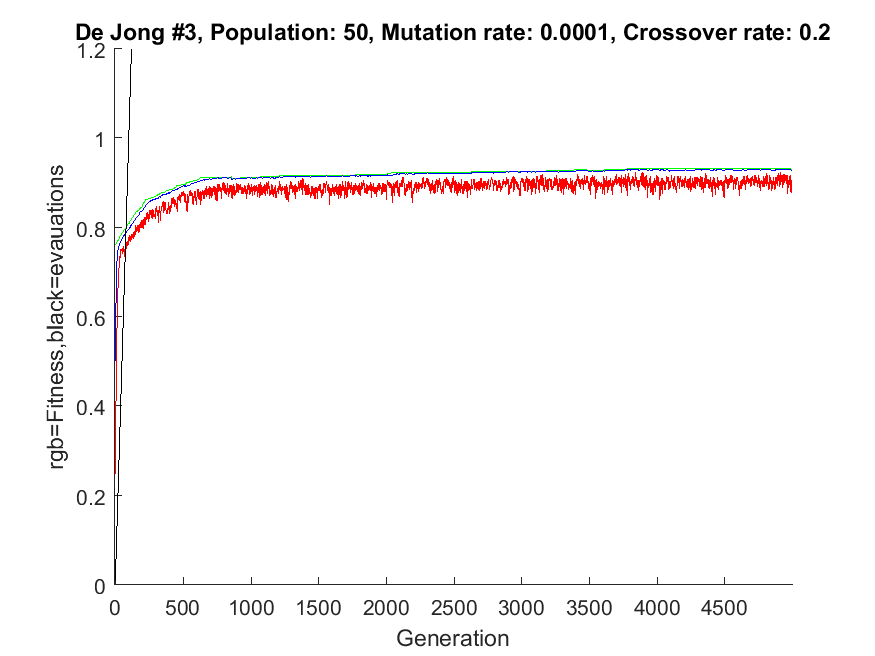 De Jong #3, Population: 50, Mutation rate: 0.0001, Crossover rate: 0.2
1.2
1
0.8
0.6
0.4
0.2
0
rgb=Fitness,black=evauations
0 500 1000 1500 2000 2500 3000 3500 4000 4500
Generation